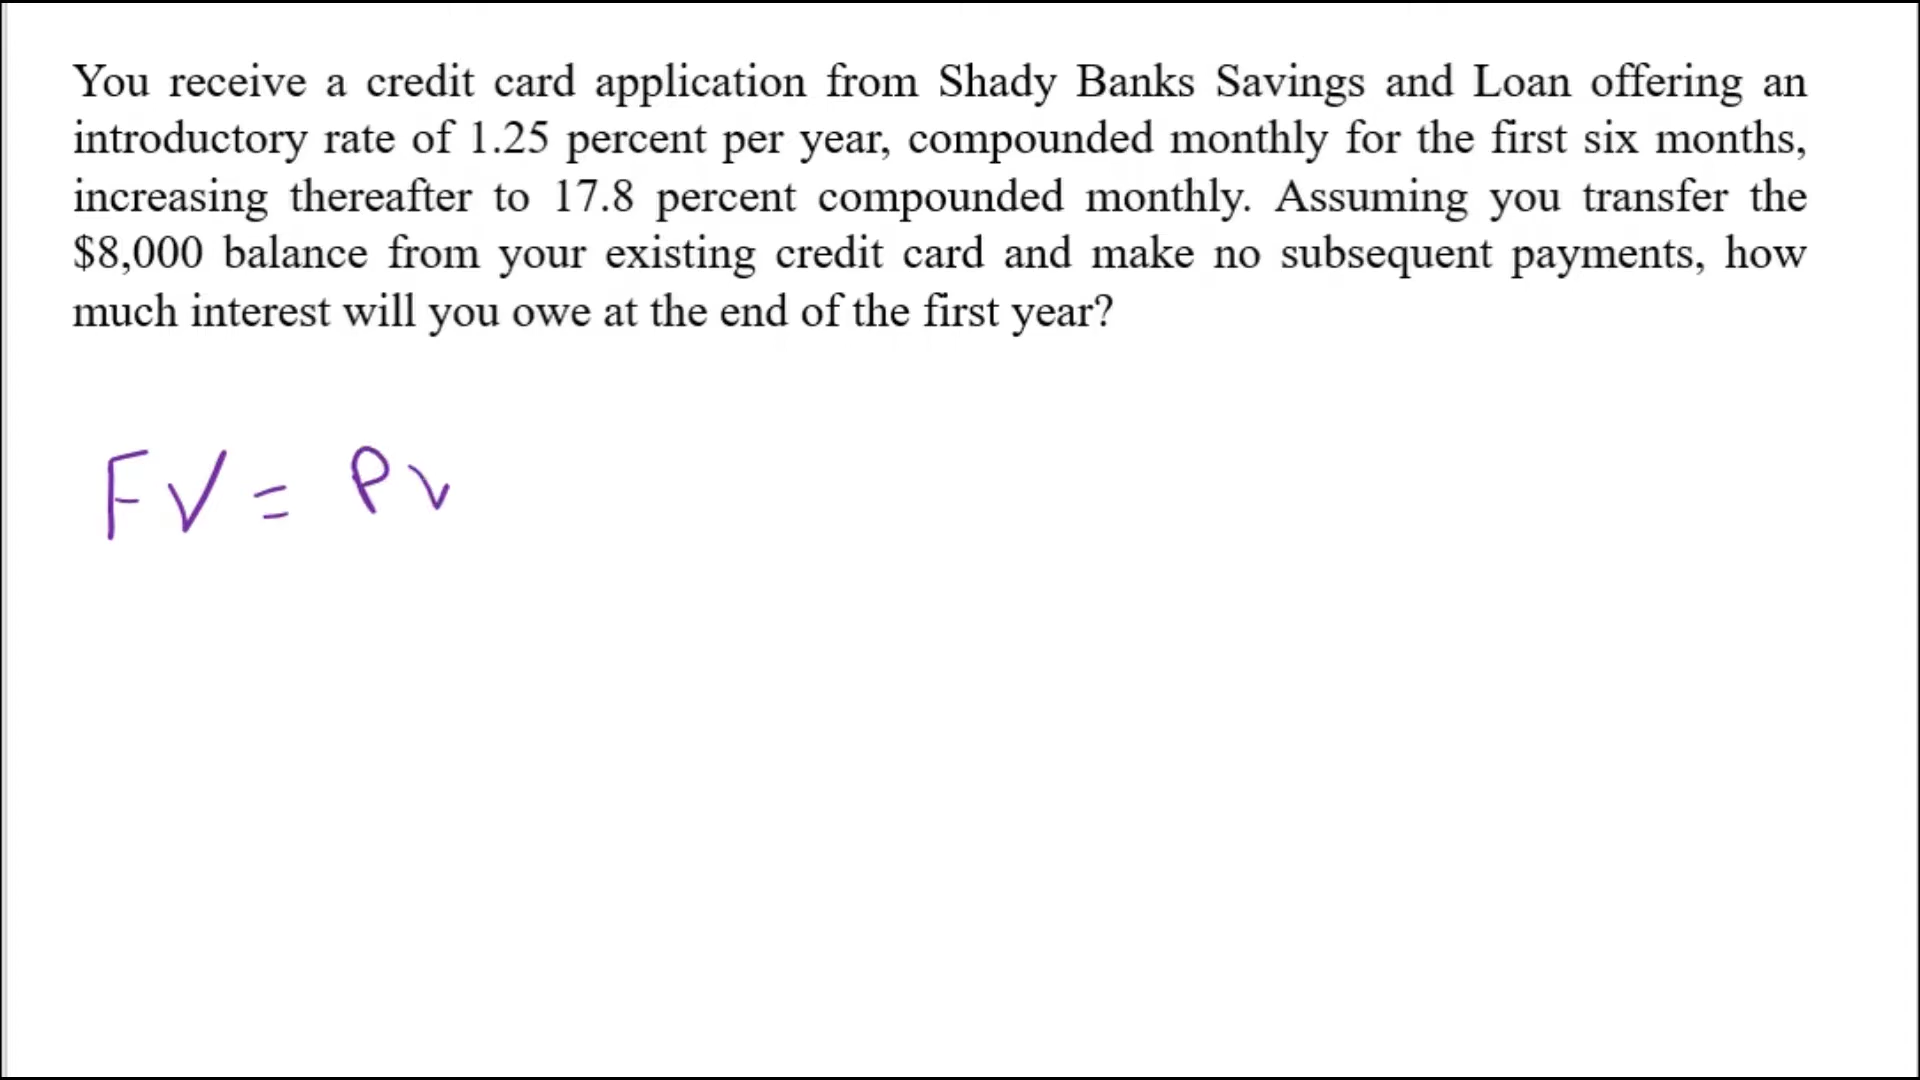 You receive a credit card application from Shady Banks Savings and Loan offering an
introductory rate of 1.25 percent per year, compounded monthly for the first six months,
increasing thereafter to 17.8 percent compounded monthly. Assuming you transfer the
$8,000 balance from your existing credit card and make no subsequent payments, how
much interest will you owe at the end of the first year?
FV = PV